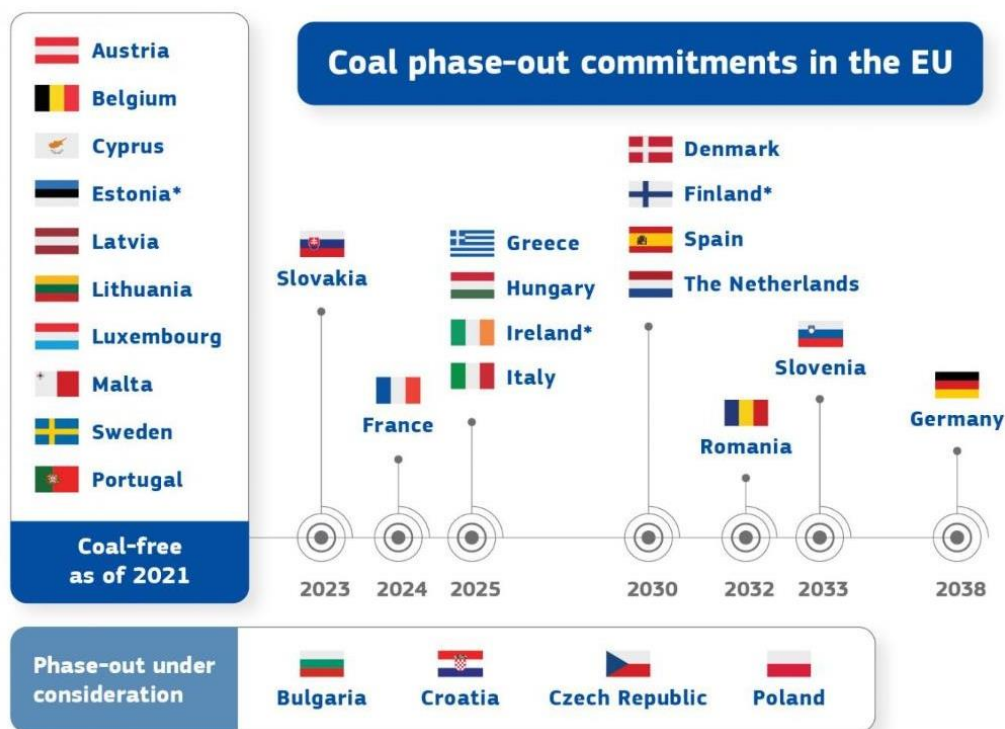 Coal phase-out commitments in the EU
Austria
Belgium
Cyprus
Estonia*
Latvia
Lithuania
Luxembourg
Malta
Sweden
Portugal
Coal-free
as of 2021
Slovakia
2023
France
2024
Greece
Hungary
Ireland*
Italy
2025
Denmark
Finland*
Spain
The Netherlands
2030
Romania
2032
Slovenia
2033
Germany
2038
Phase-out under
consideration
Bulgaria
Croatia
Czech Republic
Poland